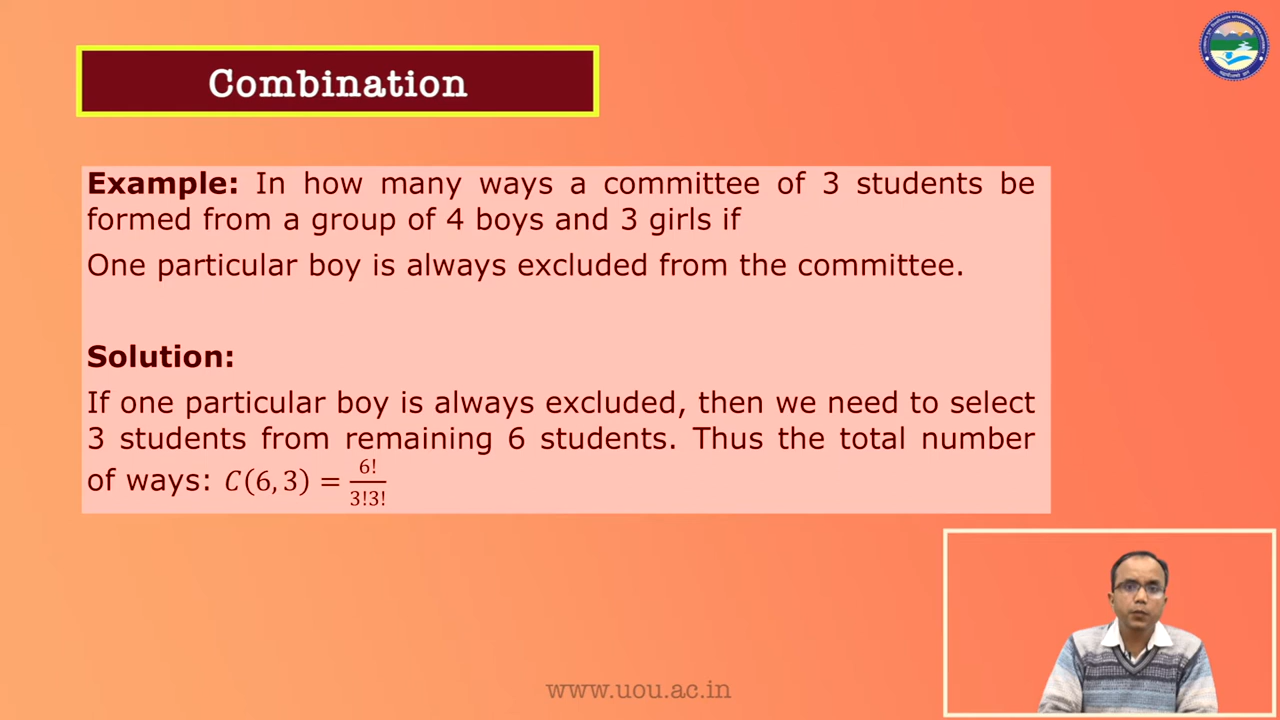 Combination
Example: In how many ways a committee of 3 students be
formed from a group of 4 boys and 3 girls if
One particular boy is always excluded from the committee.
Solution:
If one particular boy is always excluded, then we need to select
3 students from remaining 6 students. Thus the total number
of ways: C(6,3) = 6!/3!3!
www.uou.ac.in